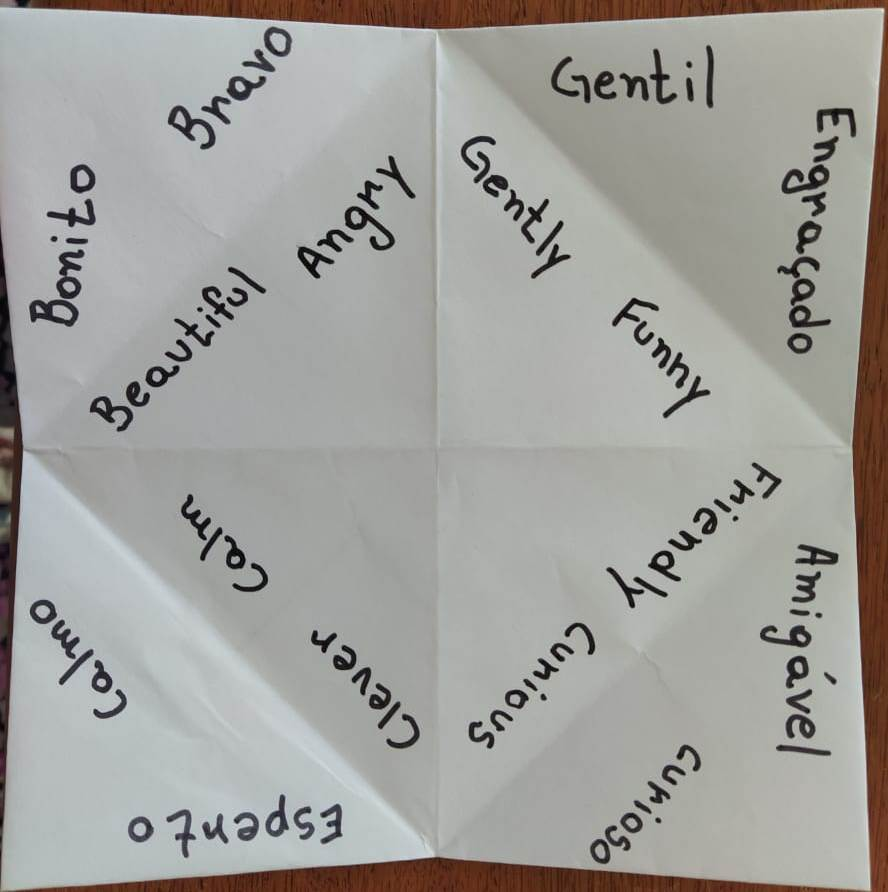 Bravo
Bonito
Angry
Beautiful
Gentil
Engraçado
Gently
Funny
Friendly
Amigável
Curious
Curioso
Calm
Calmo
Clever
Esperto